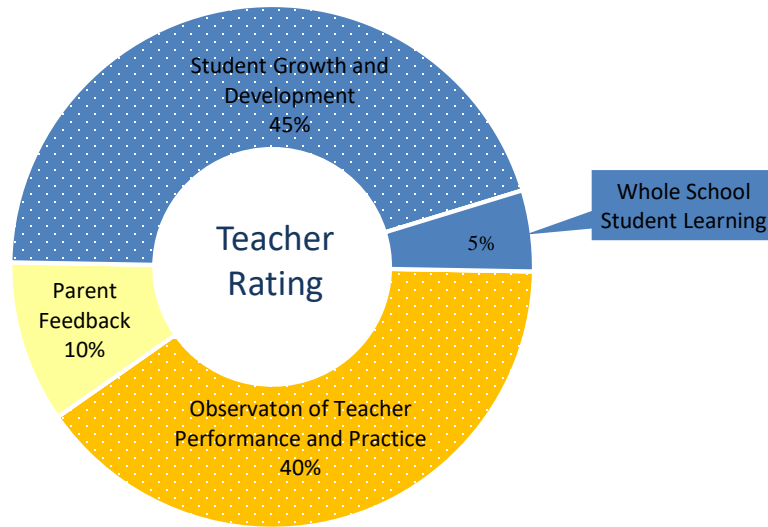 Student Growth and
Development
45%
Whole School
Student Learning
5%
Teacher
Rating
Parent
Feedback
10%
Observaton of Teacher
Performance and Practice
40%